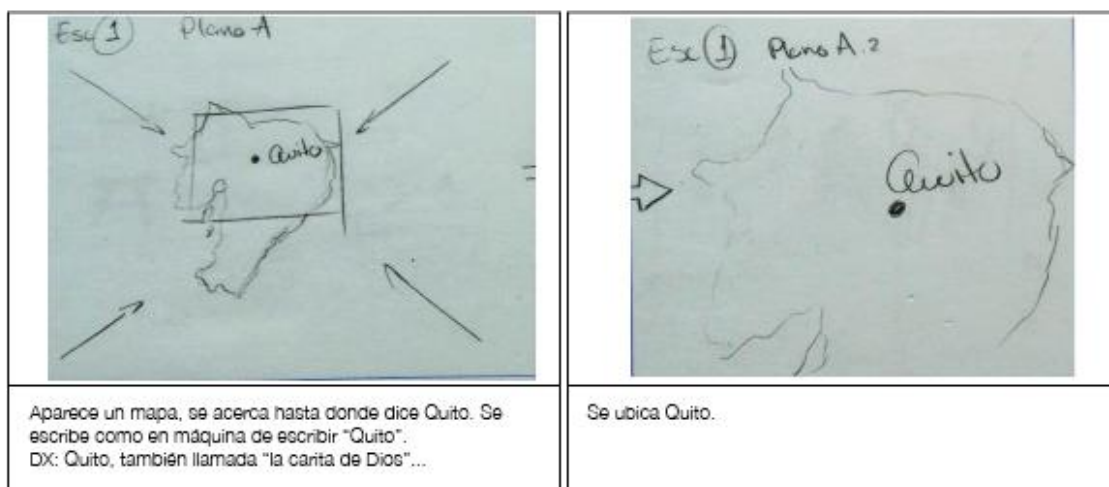 Esc 1 Plano A
Quito
Aparece un mapa, se acerca hasta donde dice Quito. Se
escribe como en máquina de escribir “Quito”.
DX: Quito, también llamada “la carita de Dios”...
Esc 1 Plano A.2
Quito
Se ubica Quito.